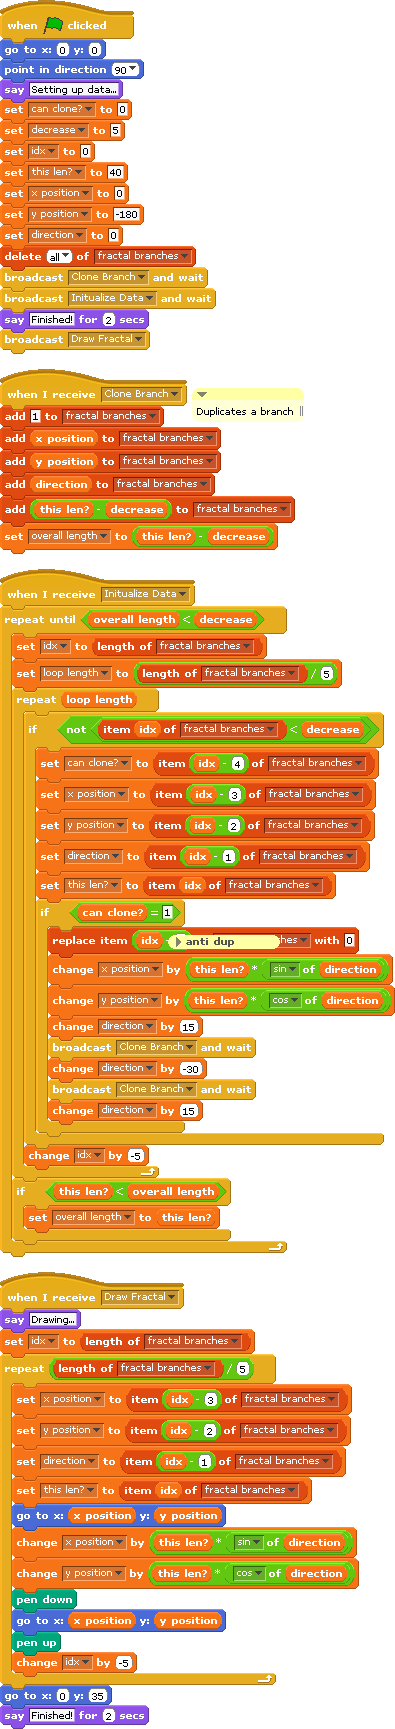 when clicked
go to x: 0 y: 0
point in direction 90
say Setting up data...
set can clone? to 0
set decrease to 5
set idx to 0
set this len? to 40
set x position to 0
set y position to -180
set direction to 0
delete all of fractal branches
broadcast Clone Branch and wait
broadcast Initualize Data and wait
say Finished! for 2 secs
broadcast Draw Fractal
when I receive Clone Branch
Duplicates a branch
add 1 to fractal branches
add x position to fractal branches
add y position to fractal branches
add direction to fractal branches
add this len? - decrease to fractal branches
set overall length to this len? - decrease
when I receive Initualize Data
repeat until overall length < decrease
set idx to length of fractal branches
set loop length to length of fractal branches / 5
repeat loop length
if not item idx of fractal branches < decrease
set can clone? to item idx - 4 of fractal branches
set x position to item idx - 3 of fractal branches
set y position to item idx - 2 of fractal branches
set direction to item idx - 1 of fractal branches
set this len? to item idx of fractal branches
if can clone? = 1
replace item idx anti dup with 0
change x position by this len? * sin of direction
change y position by this len? * cos of direction
change direction by 15
broadcast Clone Branch and wait
change direction by -30
broadcast Clone Branch and wait
change direction by 15
change idx by -5
if this len? < overall length
set overall length to this len?
when I receive Draw Fractal
say Drawing...
set idx to length of fractal branches
repeat length of fractal branches / 5
set x position to item idx - 3 of fractal branches
set y position to item idx - 2 of fractal branches
set direction to item idx - 1 of fractal branches
set this len? to item idx of fractal branches
go to x: x position y: y position
change x position by this len? * sin of direction
change y position by this len? * cos of direction
pen down
go to x: x position y: y position
pen up
change idx by -5
go to x: 0 y: 35
say Finished! for 2 secs